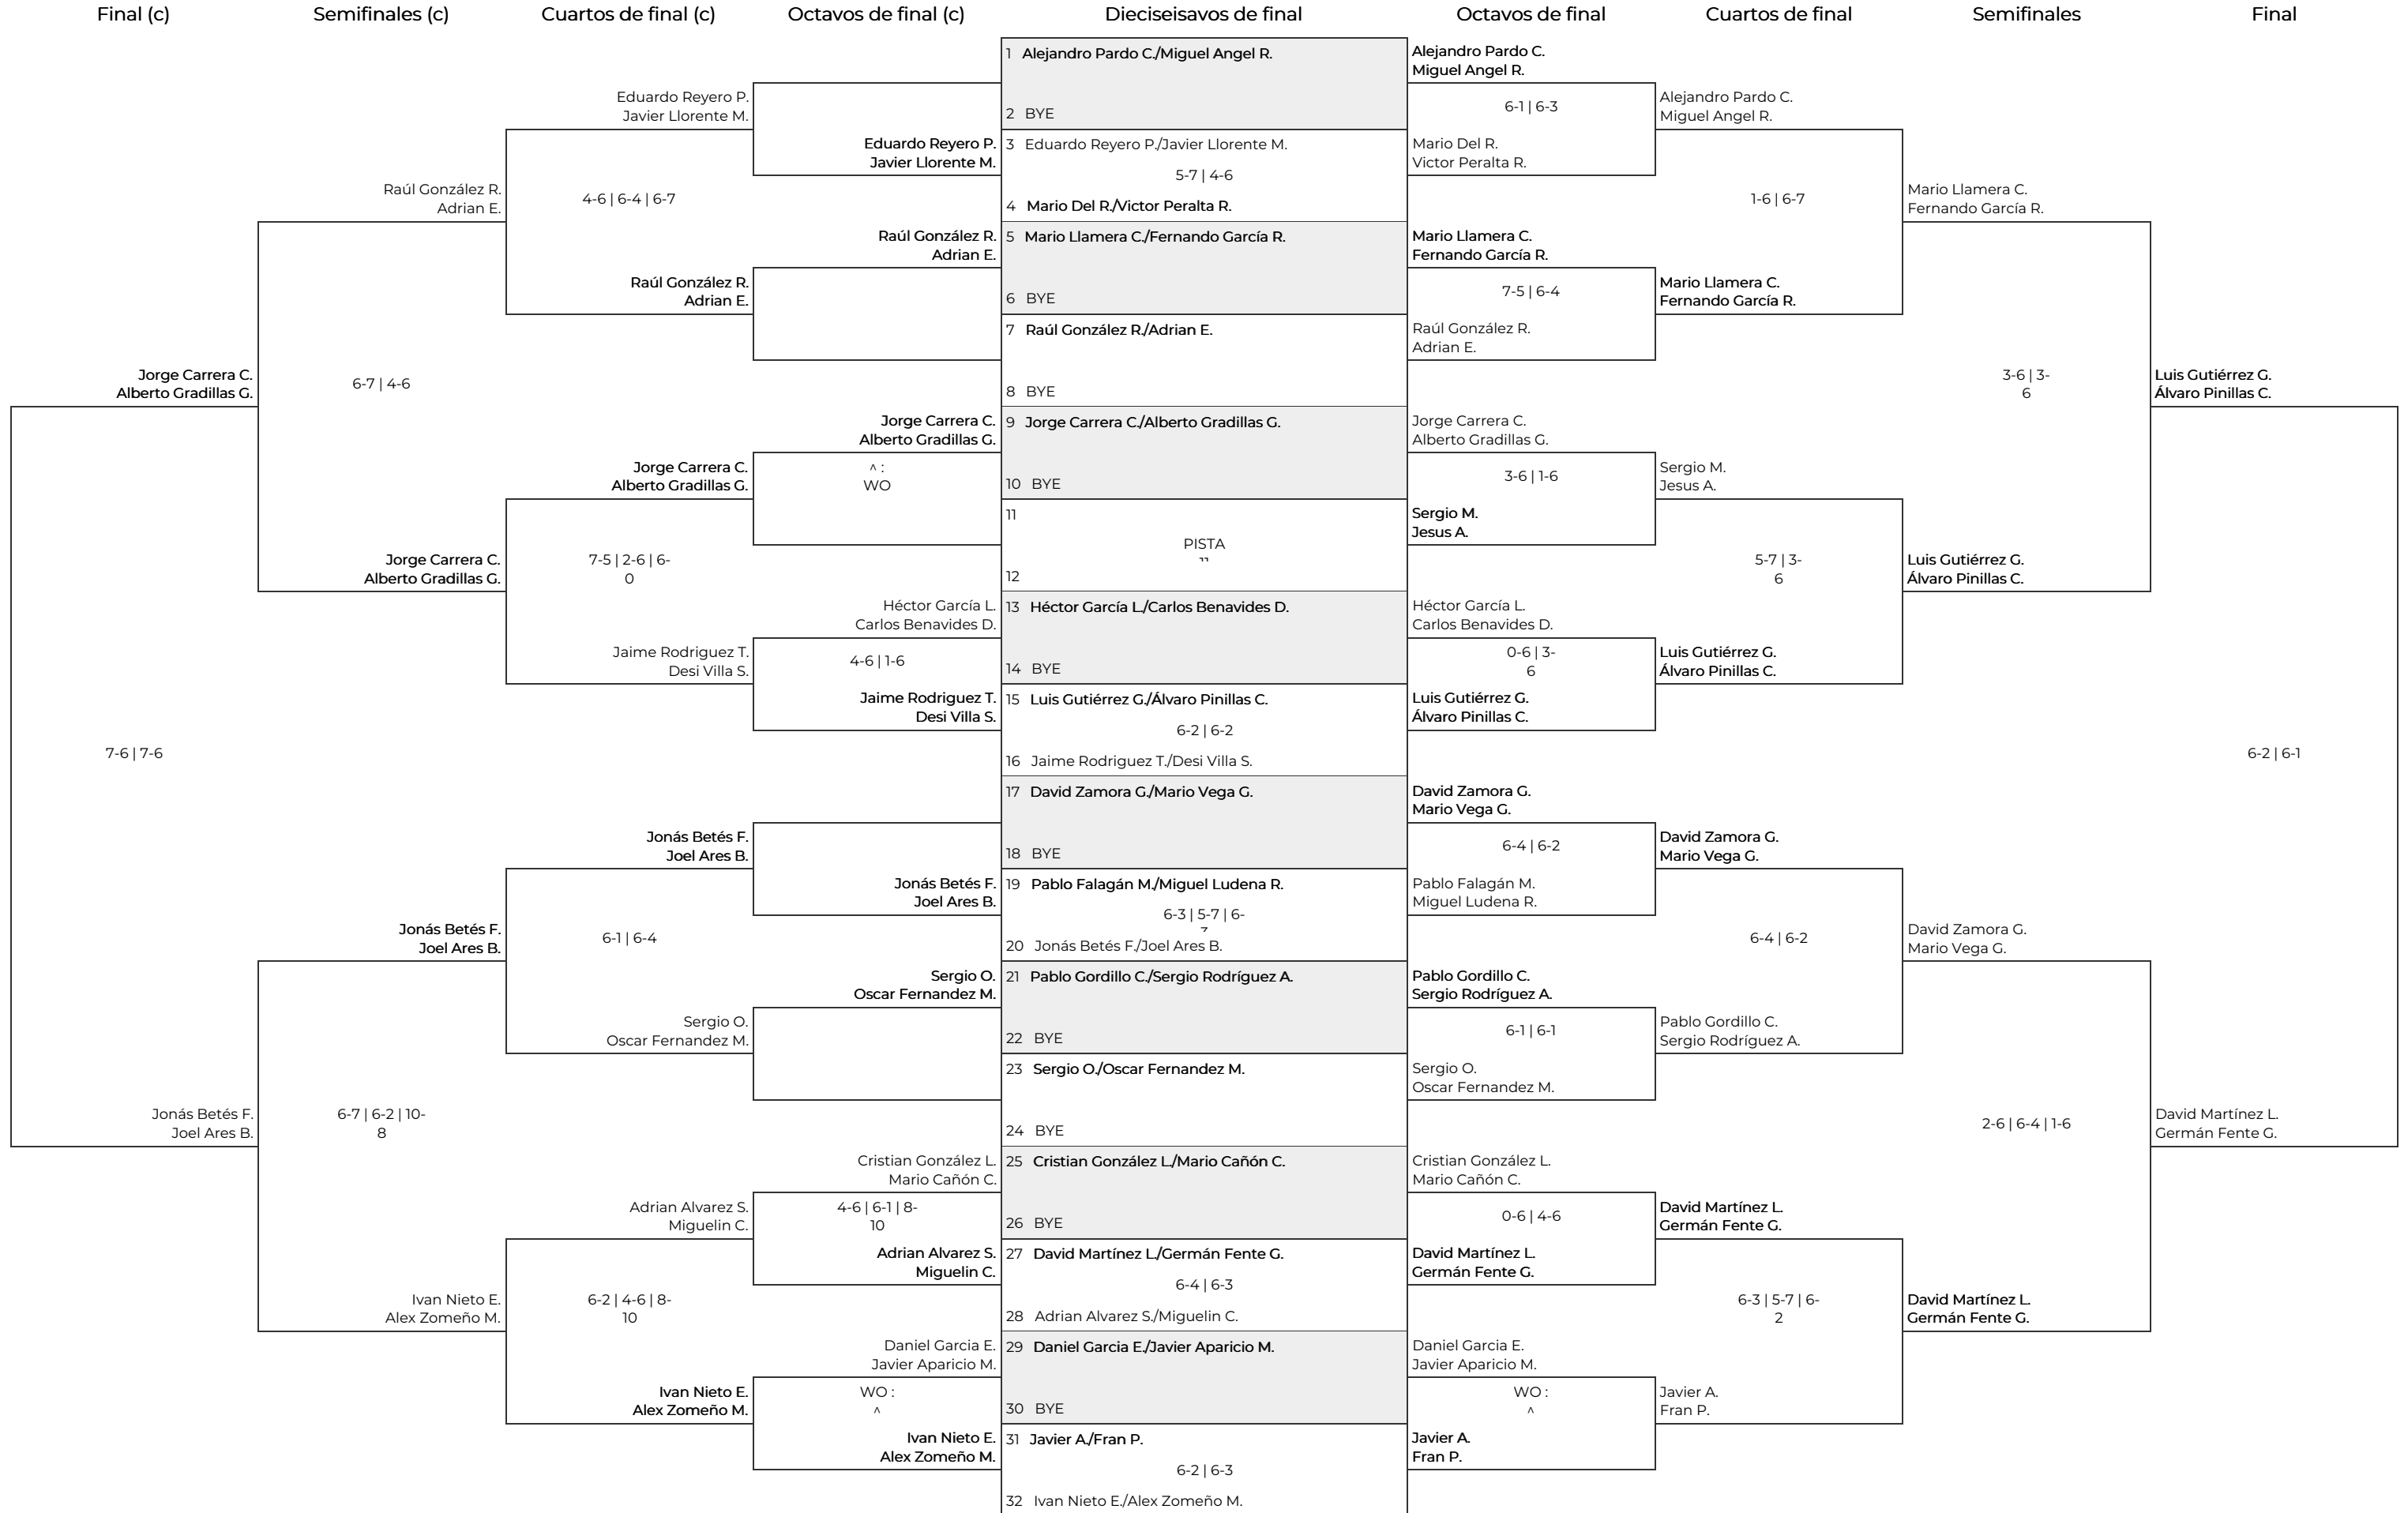 Final (c)
Semifinales (c)
Cuartos de final (c)
Octavos de final (c)
Dieciseisavos de final
Octavos de final
Cuartos de final
Semifinales
Final
Jorge Carrera C.
Alberto Gradillas G.
7-6 | 7-6
Jonás Betés F.
Joel Ares B.
Raúl González R.
Adrian E.
6-7 | 4-6
Jorge Carrera C.
Alberto Gradillas G.
Jonás Betés F.
Joel Ares B.
6-7 | 6-2 | 10-
8
Ivan Nieto E.
Alex Zomeño M.
Eduardo Reyero P.
Javier Llorente M.
4-6 | 6-4 | 6-7
Raúl González R.
Adrian E.
Jorge Carrera C.
Alberto Gradillas G.
7-5 | 2-6 | 6-
0
Jaime Rodriguez T.
Desi Villa S.
Jonás Betés F.
Joel Ares B.
6-1 | 6-4
Sergio O.
Oscar Fernandez M.
Adrian Alvarez S.
Miguelin C.
6-2 | 4-6 | 8-
10
Ivan Nieto E.
Alex Zomeño M.
Eduardo Reyero P.
Javier Llorente M.
Raúl González R.
Adrian E.
Jorge Carrera C.
Alberto Gradillas G.
^ :
WO
Héctor García L.
Carlos Benavides D.
4-6 | 1-6
Jaime Rodriguez T.
Desi Villa S.
Jonás Betés F.
Joel Ares B.
Sergio O.
Oscar Fernandez M.
Cristian González L.
Mario Cañón C.
4-6 | 6-1 | 8-
10
Adrian Alvarez S.
Miguelin C.
Daniel Garcia E.
Javier Aparicio M.
WO :
^
Ivan Nieto E.
Alex Zomeño M.
1 Alejandro Pardo C./Miguel Angel R.
2 BYE
3 Eduardo Reyero P./Javier Llorente M.
5-7 | 4-6
4 Mario Del R./Victor Peralta R.
5 Mario Llamera C./Fernando García R.
6 BYE
7 Raúl González R./Adrian E.
8 BYE
9 Jorge Carrera C./Alberto Gradillas G.
10 BYE
11
PISTA
12
13 Héctor García L./Carlos Benavides D.
14 BYE
15 Luis Gutiérrez G./Álvaro Pinillas C.
6-2 | 6-2
16 Jaime Rodriguez T./Desi Villa S.
17 David Zamora G./Mario Vega G.
18 BYE
19 Pablo Falagán M./Miguel Ludena R.
6-3 | 5-7 | 6-
20 Jonás Betés F./Joel Ares B.
21 Pablo Gordillo C./Sergio Rodríguez A.
22 BYE
23 Sergio O./Oscar Fernandez M.
24 BYE
25 Cristian González L./Mario Cañón C.
26 BYE
27 David Martínez L./Germán Fente G.
6-4 | 6-3
28 Adrian Alvarez S./Miguelin C.
29 Daniel Garcia E./Javier Aparicio M.
30 BYE
31 Javier A./Fran P.
6-2 | 6-3
32 Ivan Nieto E./Alex Zomeño M.
Alejandro Pardo C.
Miguel Angel R.
6-1 | 6-3
Mario Del R.
Victor Peralta R.
Mario Llamera C.
Fernando García R.
7-5 | 6-4
Raúl González R.
Adrian E.
Jorge Carrera C.
Alberto Gradillas G.
3-6 | 1-6
Sergio M.
Jesus A.
Héctor García L.
Carlos Benavides D.
0-6 | 3-
6
Luis Gutiérrez G.
Álvaro Pinillas C.
David Zamora G.
Mario Vega G.
6-4 | 6-2
Pablo Falagán M.
Miguel Ludena R.
Pablo Gordillo C.
Sergio Rodríguez A.
6-1 | 6-1
Sergio O.
Oscar Fernandez M.
Cristian González L.
Mario Cañón C.
0-6 | 4-6
David Martínez L.
Germán Fente G.
Daniel Garcia E.
Javier Aparicio M.
WO :
^
Javier A.
Fran P.
Alejandro Pardo C.
Miguel Angel R.
1-6 | 6-7
Mario Llamera C.
Fernando García R.
Sergio M.
Jesus A.
5-7 | 3-
6
Luis Gutiérrez G.
Álvaro Pinillas C.
David Zamora G.
Mario Vega G.
6-4 | 6-2
Pablo Gordillo C.
Sergio Rodríguez A.
David Martínez L.
Germán Fente G.
6-3 | 5-7 | 6-
2
Javier A.
Fran P.
Mario Llamera C.
Fernando García R.
3-6 | 3-
6
Luis Gutiérrez G.
Álvaro Pinillas C.
David Zamora G.
Mario Vega G.
2-6 | 6-4 | 1-6
David Martínez L.
Germán Fente G.
Luis Gutiérrez G.
Álvaro Pinillas C.
6-2 | 6-1
David Martínez L.
Germán Fente G.